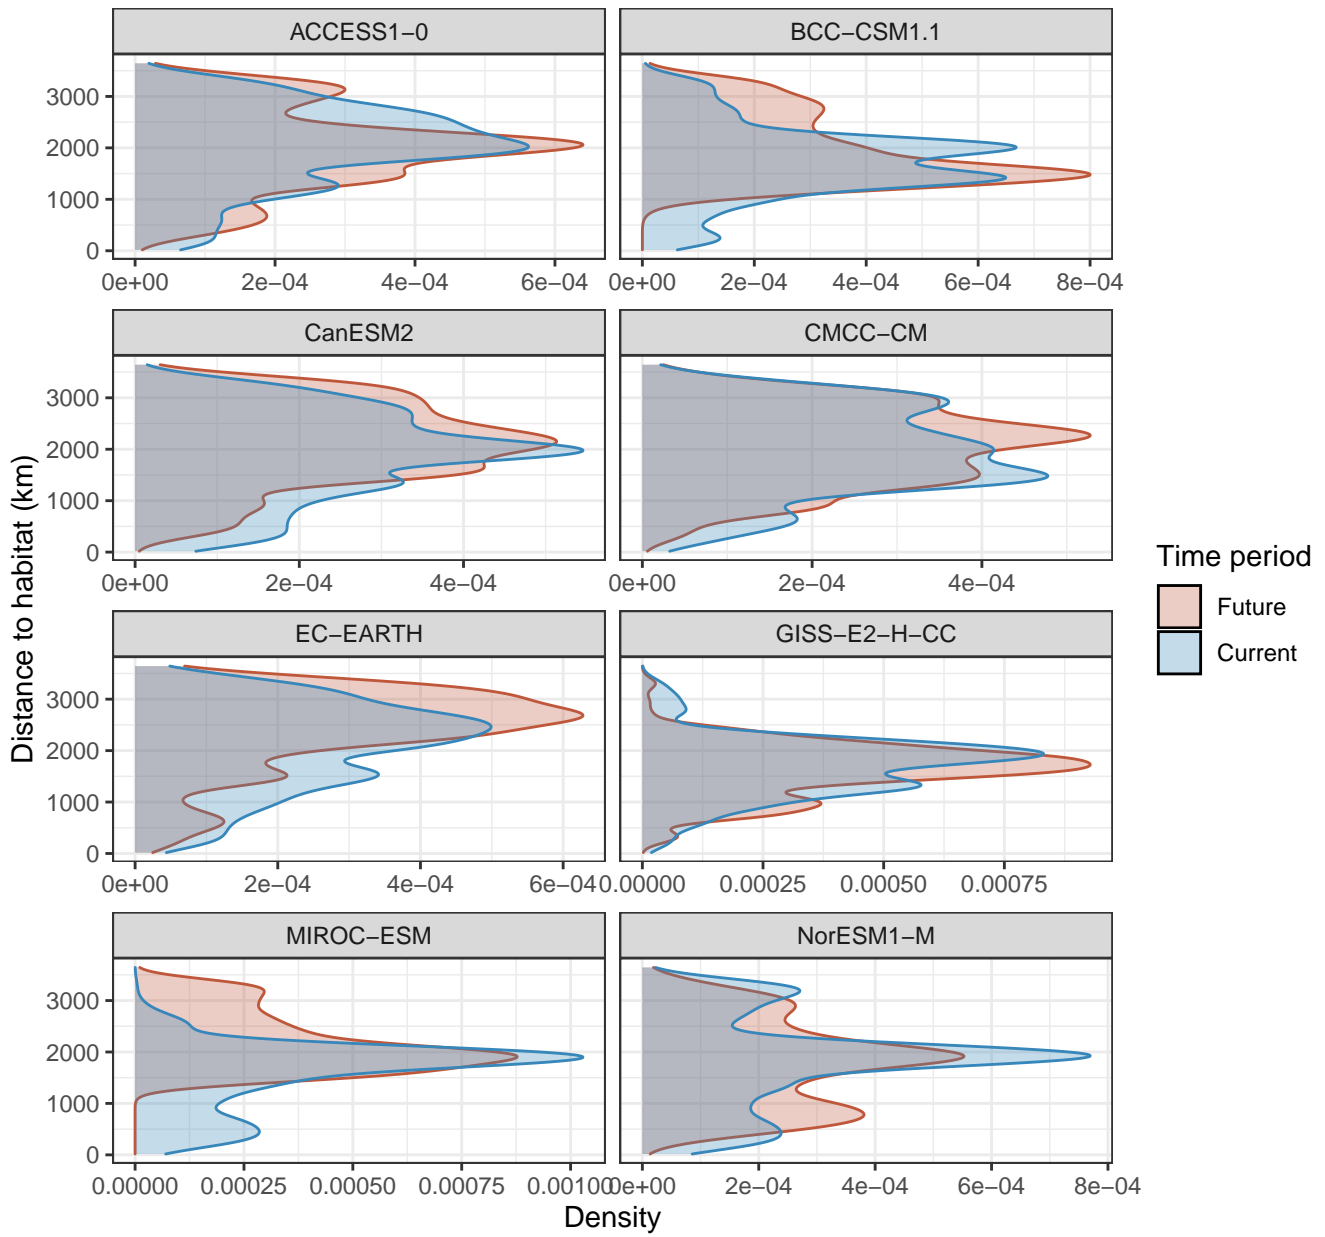 ACCESS1−0
BCC−CSM1.1
3000
2000
1000
0
0e+00 2e−04 4e−04 6e−04
0e+00 2e−04 4e−04 6e−04 8e−04
CanESM2
CMCC−CM
3000
2000
1000
0
0e+00 2e−04 4e−04
0e+00 2e−04 4e−04
EC−EARTH
GISS−E2−H−CC
3000
2000
1000
0
0e+00 2e−04 4e−04 6e−04
0.00000 0.00025 0.00050 0.00075
MIROC−ESM
NorESM1−M
3000
2000
1000
0
0.00000 0.00025 0.00050 0.00075 0.00100
0e+00 2e−04 4e−04 6e−04 8e−04
Distance to habitat (km)
Density
Time period
Future
Current